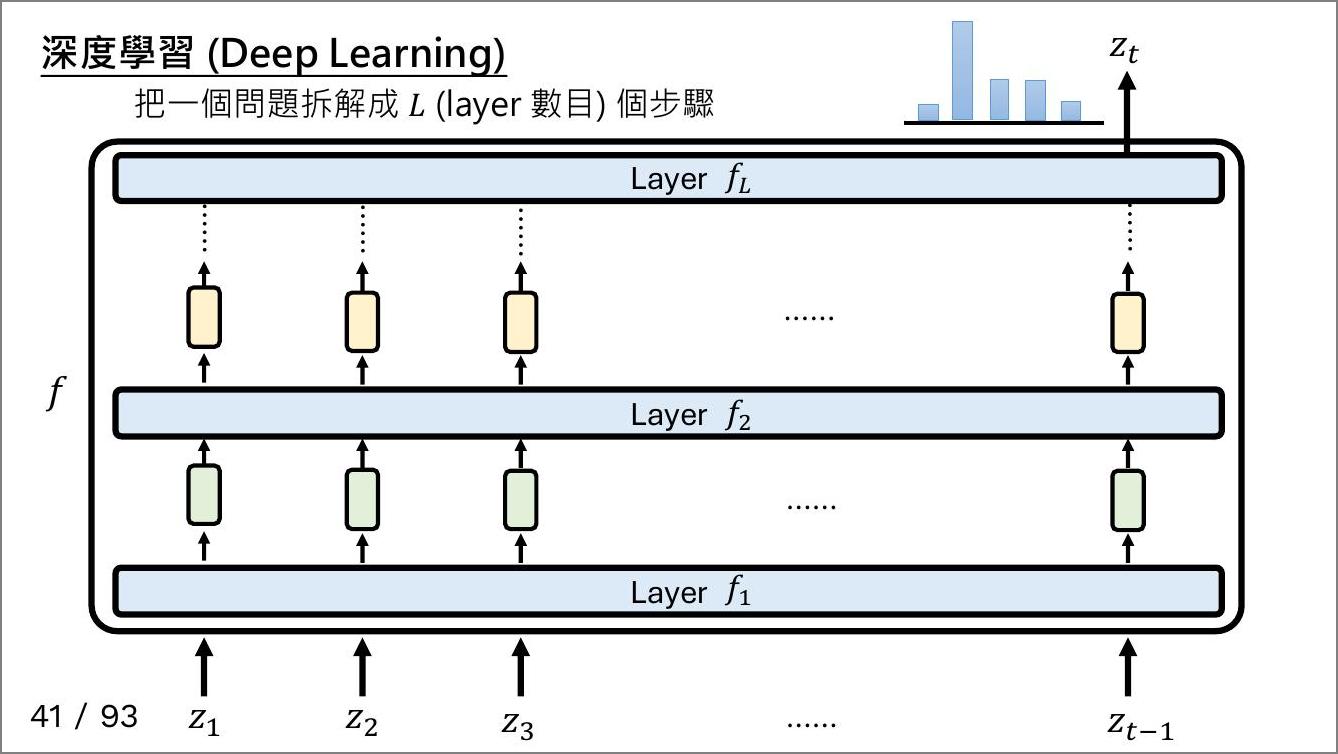 深度學習 (Deep Learning)
把一個問題拆解成 L (layer 數目) 個步驟
z_t
Layer f_L
......
f
Layer f_2
......
Layer f_1
z_1 z_2 z_3 ...... z_{t−1}
41 / 93